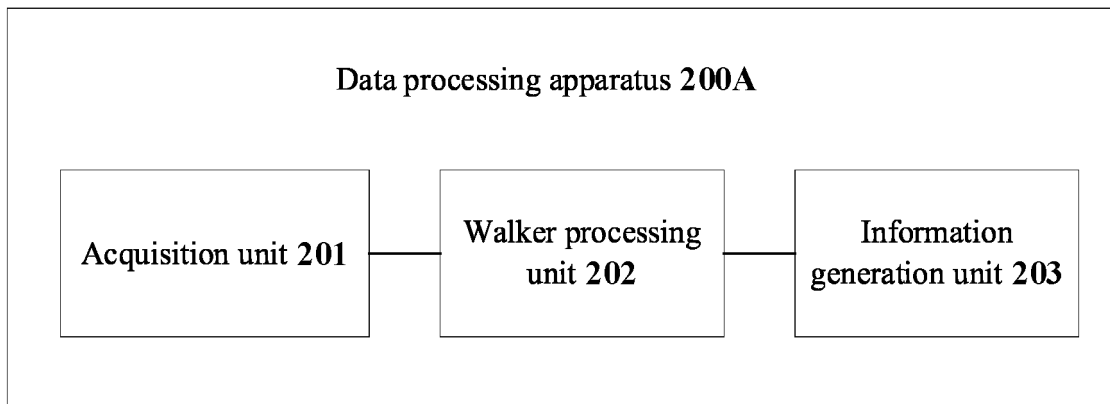 Data processing apparatus 200A
Acquisition unit 201
Walker processing
unit 202
Information
generation unit 203